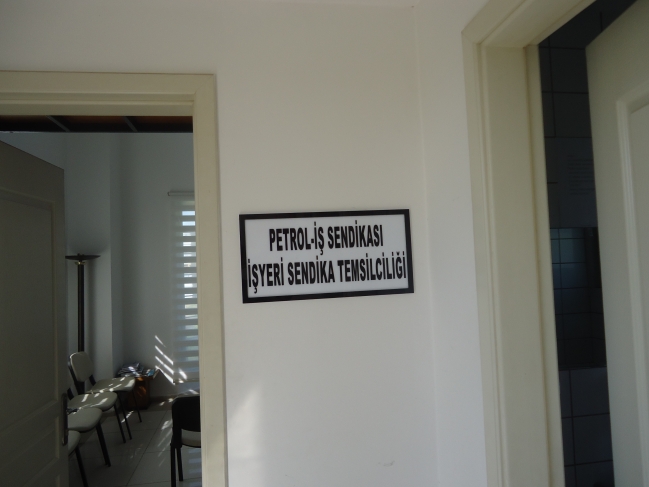 PETROL-İŞ SENDİKASI
İŞYERİ SENDİKA TEMSİLCİLİĞİ